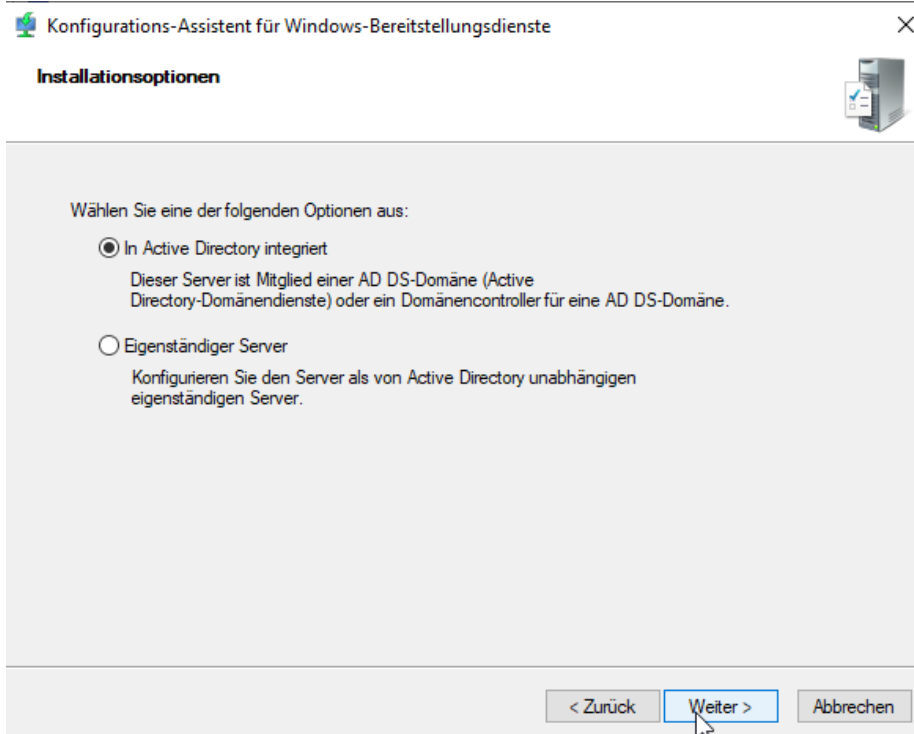 Konfigurations-Assistent für Windows-Bereitstellungsdienste
Installationsoptionen
Wählen Sie eine der folgenden Optionen aus:
In Active Directory integriert
Dieser Server ist Mitglied einer AD DS-Domäne (Active
Directory-Domänendienste) oder ein Domänencontroller für eine AD DS-Domäne.
Eigenständiger Server
Konfigurieren Sie den Server als von Active Directory unabhängigen
eigenständigen Server.
< Zurück Weiter > Abbrechen